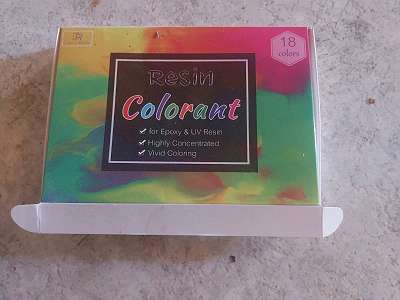 18
colors
Resin
Colorant
for Epoxy & UV Resin
Highly Concentrated
Vivid Coloring